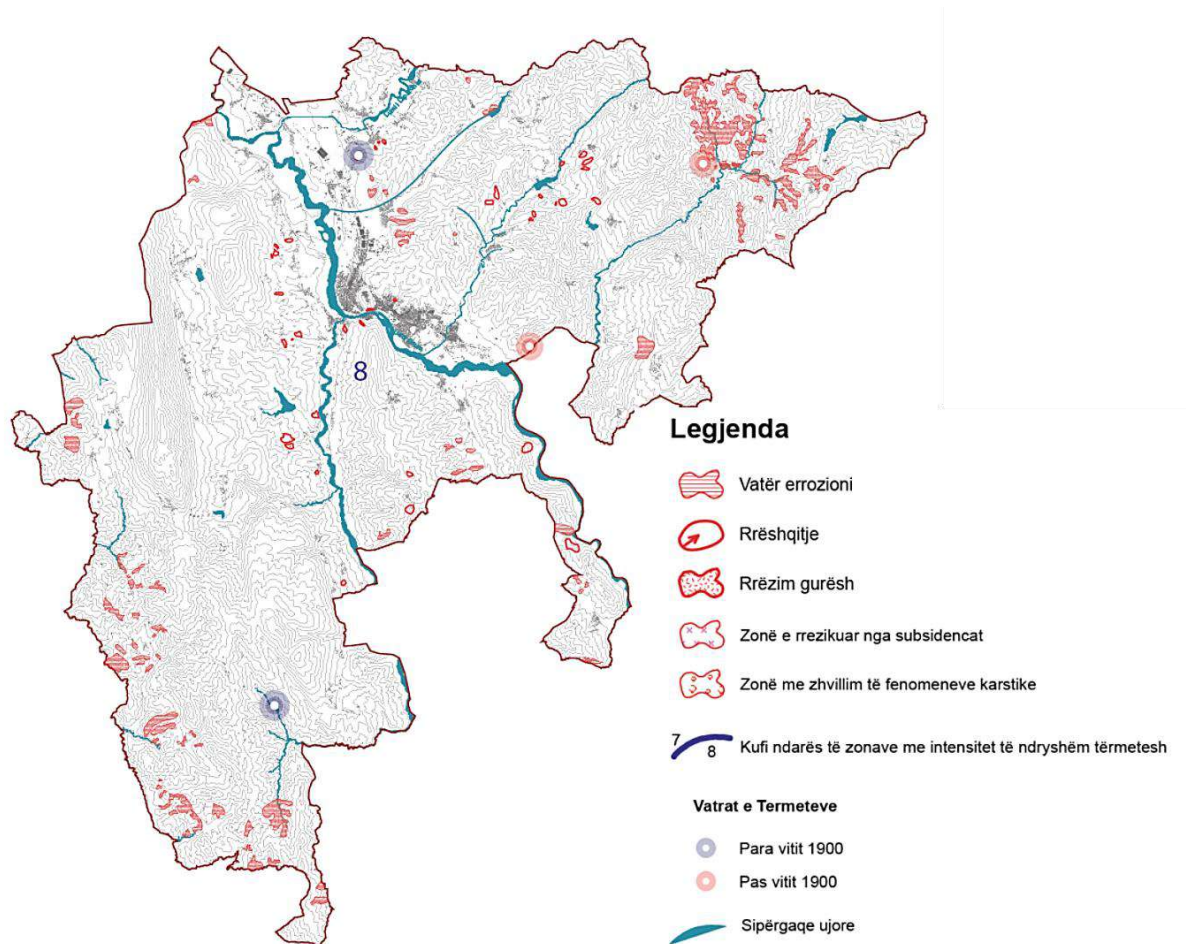 8
Legjenda
Vatër errozioni
Rrëshqitje
Rrëzim gurësh
Zonë e rrezikuar nga subsidencat
Zonë me zhvillim të fenomeneve karstike
7
8
Kufi ndarës të zonave me intensitet të ndryshëm tërmetesh
Vatrat e Termeteve
Para vitit 1900
Pas vitit 1900
Sipërgaqe ujore